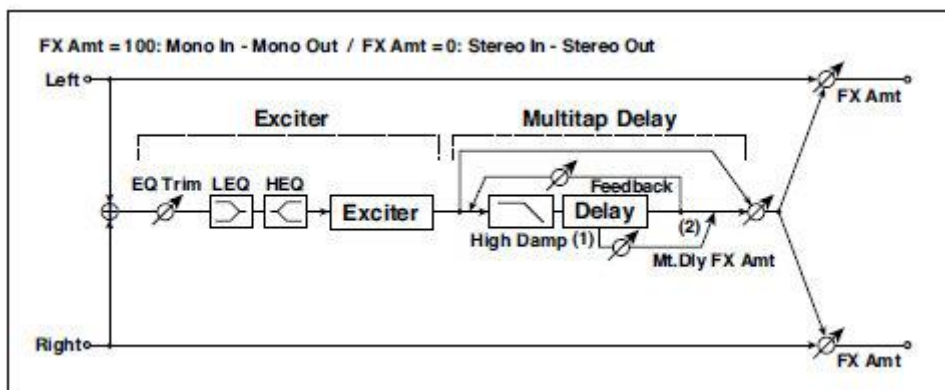 FX Amt = 100: Mono In - Mono Out / FX Amt = 0: Stereo In - Stereo Out
Left
FX Amt
Exciter
Multitap Delay
EQ Trim
LEQ
HEQ
Feedback
Exciter
Delay
High Damp
(1)
(2)
Mt.Dly FX Amt
Right
FX Amt